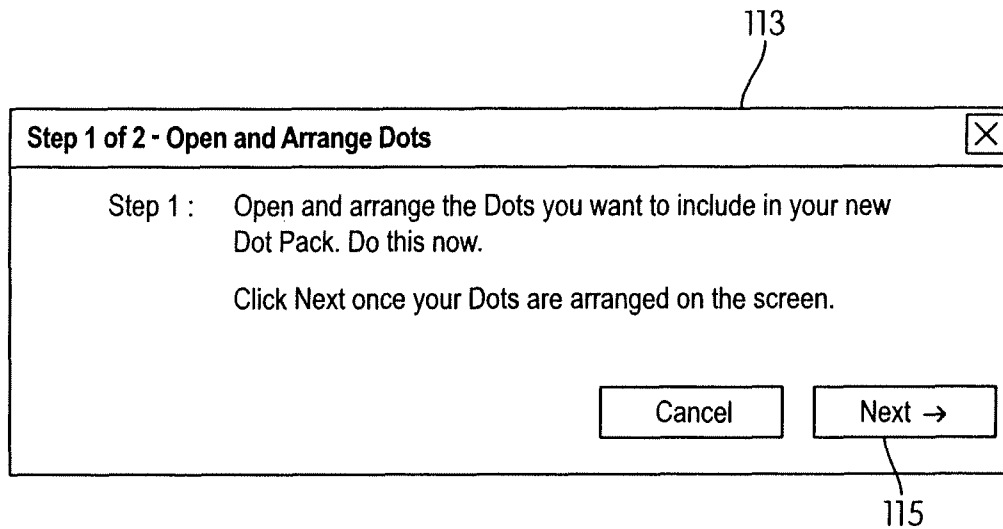 113
Step 1 of 2 - Open and Arrange Dots
Step 1 : Open and arrange the Dots you want to include in your new
Dot Pack. Do this now.
Click Next once your Dots are arranged on the screen.
Cancel Next →
115